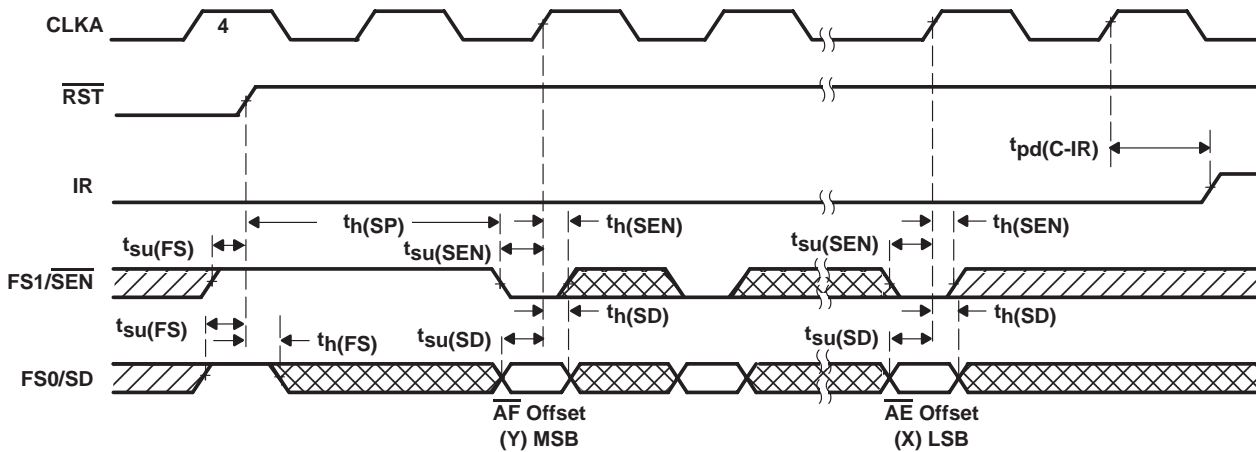 CLKA
4
RST
tpd(C-IR)
IR
th(SP)
th(SEN)
th(SEN)
tsu(FS)
tsu(SEN)
tsu(SEN)
FS1/SEN
tsu(FS)
th(FS)
tsu(SD)
th(SD)
tsu(SD)
th(SD)
FS0/SD
AF Offset
(Y) MSB
AE Offset
(X) LSB